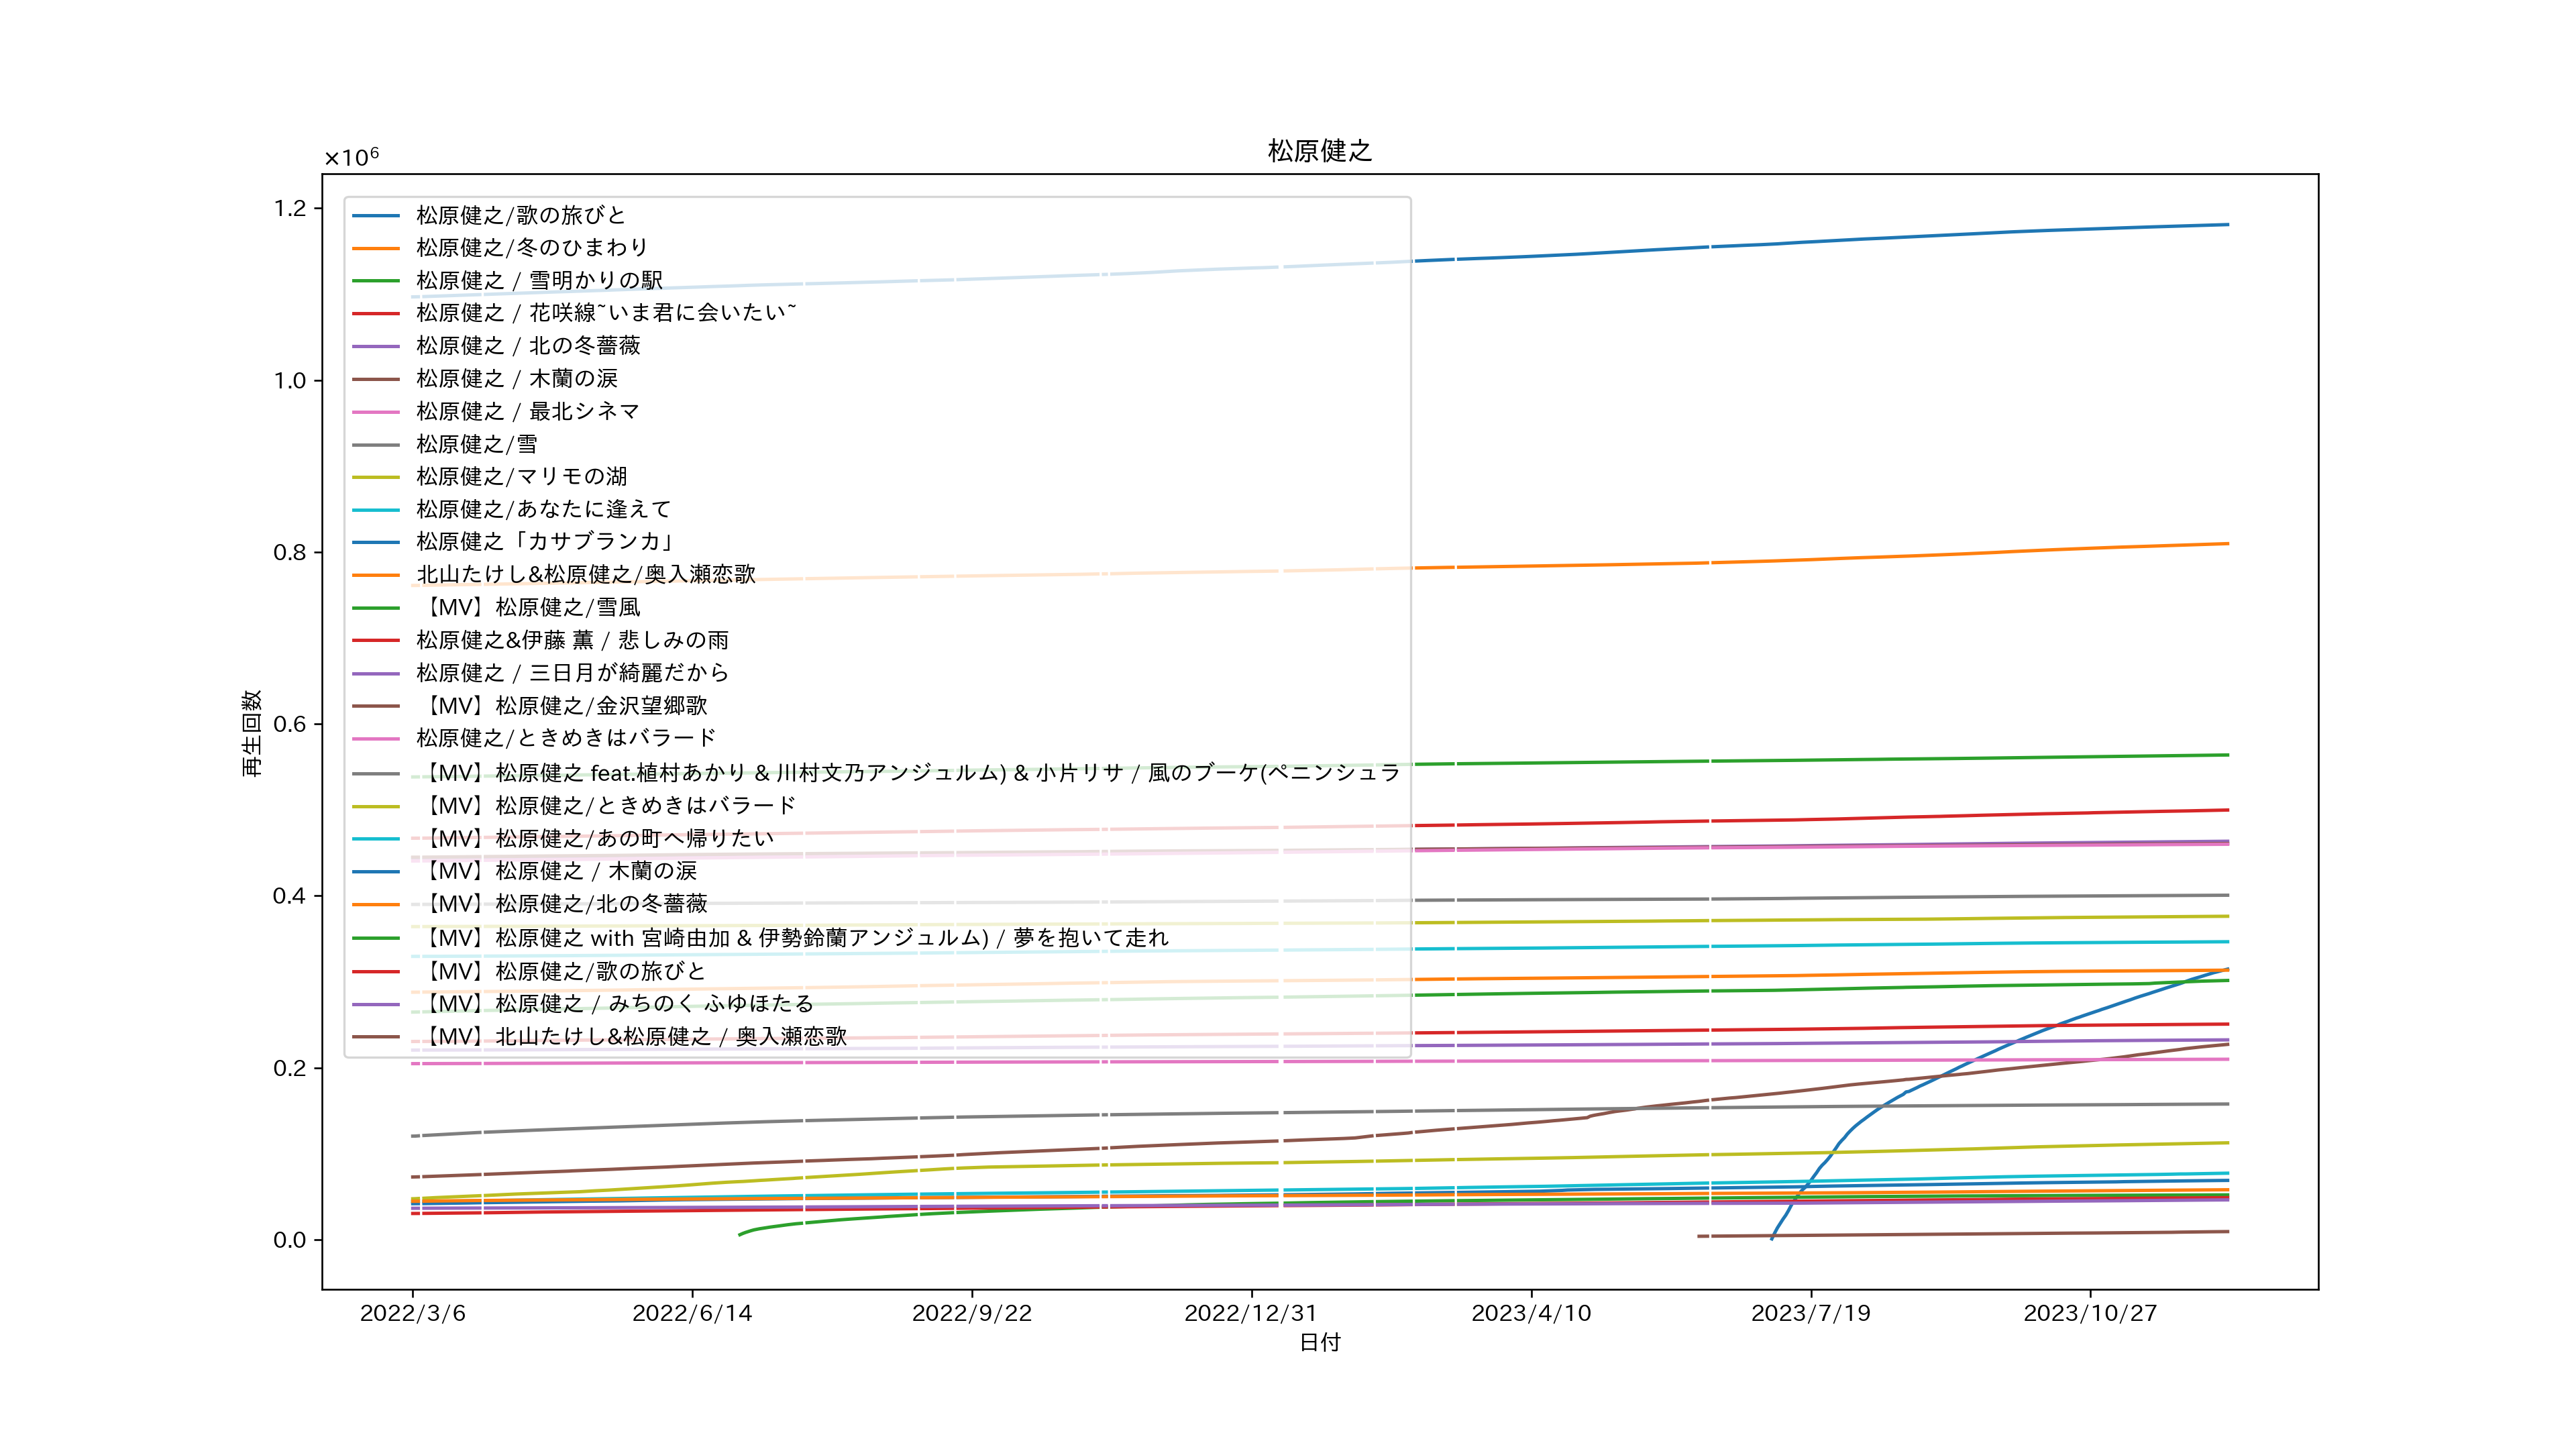 松原健之
×10⁶
1.2
1.0
0.8
0.6
0.4
0.2
0.0
再生回数
松原健之/歌の旅びと
松原健之/冬のひまわり
松原健之 / 雪明かりの駅
松原健之 / 花咲線~いま君に会いたい~
松原健之 / 北の冬薔薇
松原健之 / 木蘭の涙
松原健之 / 最北シネマ
松原健之/雪
松原健之/マリモの湖
松原健之/あなたに逢えて
松原健之「カサブランカ」
北山たけし&松原健之/奥入瀬恋歌
【MV】松原健之/雪風
松原健之&伊藤 薫 / 悲しみの雨
松原健之 / 三日月が綺麗だから
【MV】松原健之/金沢望郷歌
松原健之/ときめきはバラード
【MV】松原健之 feat.植村あかり & 川村文乃アンジュルム) & 小片リサ / 風のブーケ(ペニンシュラ
【MV】松原健之/ときめきはバラード
【MV】松原健之/あの町へ帰りたい
【MV】松原健之 / 木蘭の涙
【MV】松原健之/北の冬薔薇
【MV】松原健之 with 宮崎由加 & 伊勢鈴蘭アンジュルム) / 夢を抱いて走れ
【MV】松原健之/歌の旅びと
【MV】松原健之 / みちのく ふゆほたる
【MV】北山たけし&松原健之 / 奥入瀬恋歌
2022/3/6 2022/6/14 2022/9/22 2022/12/31 2023/4/10 2023/7/19 2023/10/27
日付